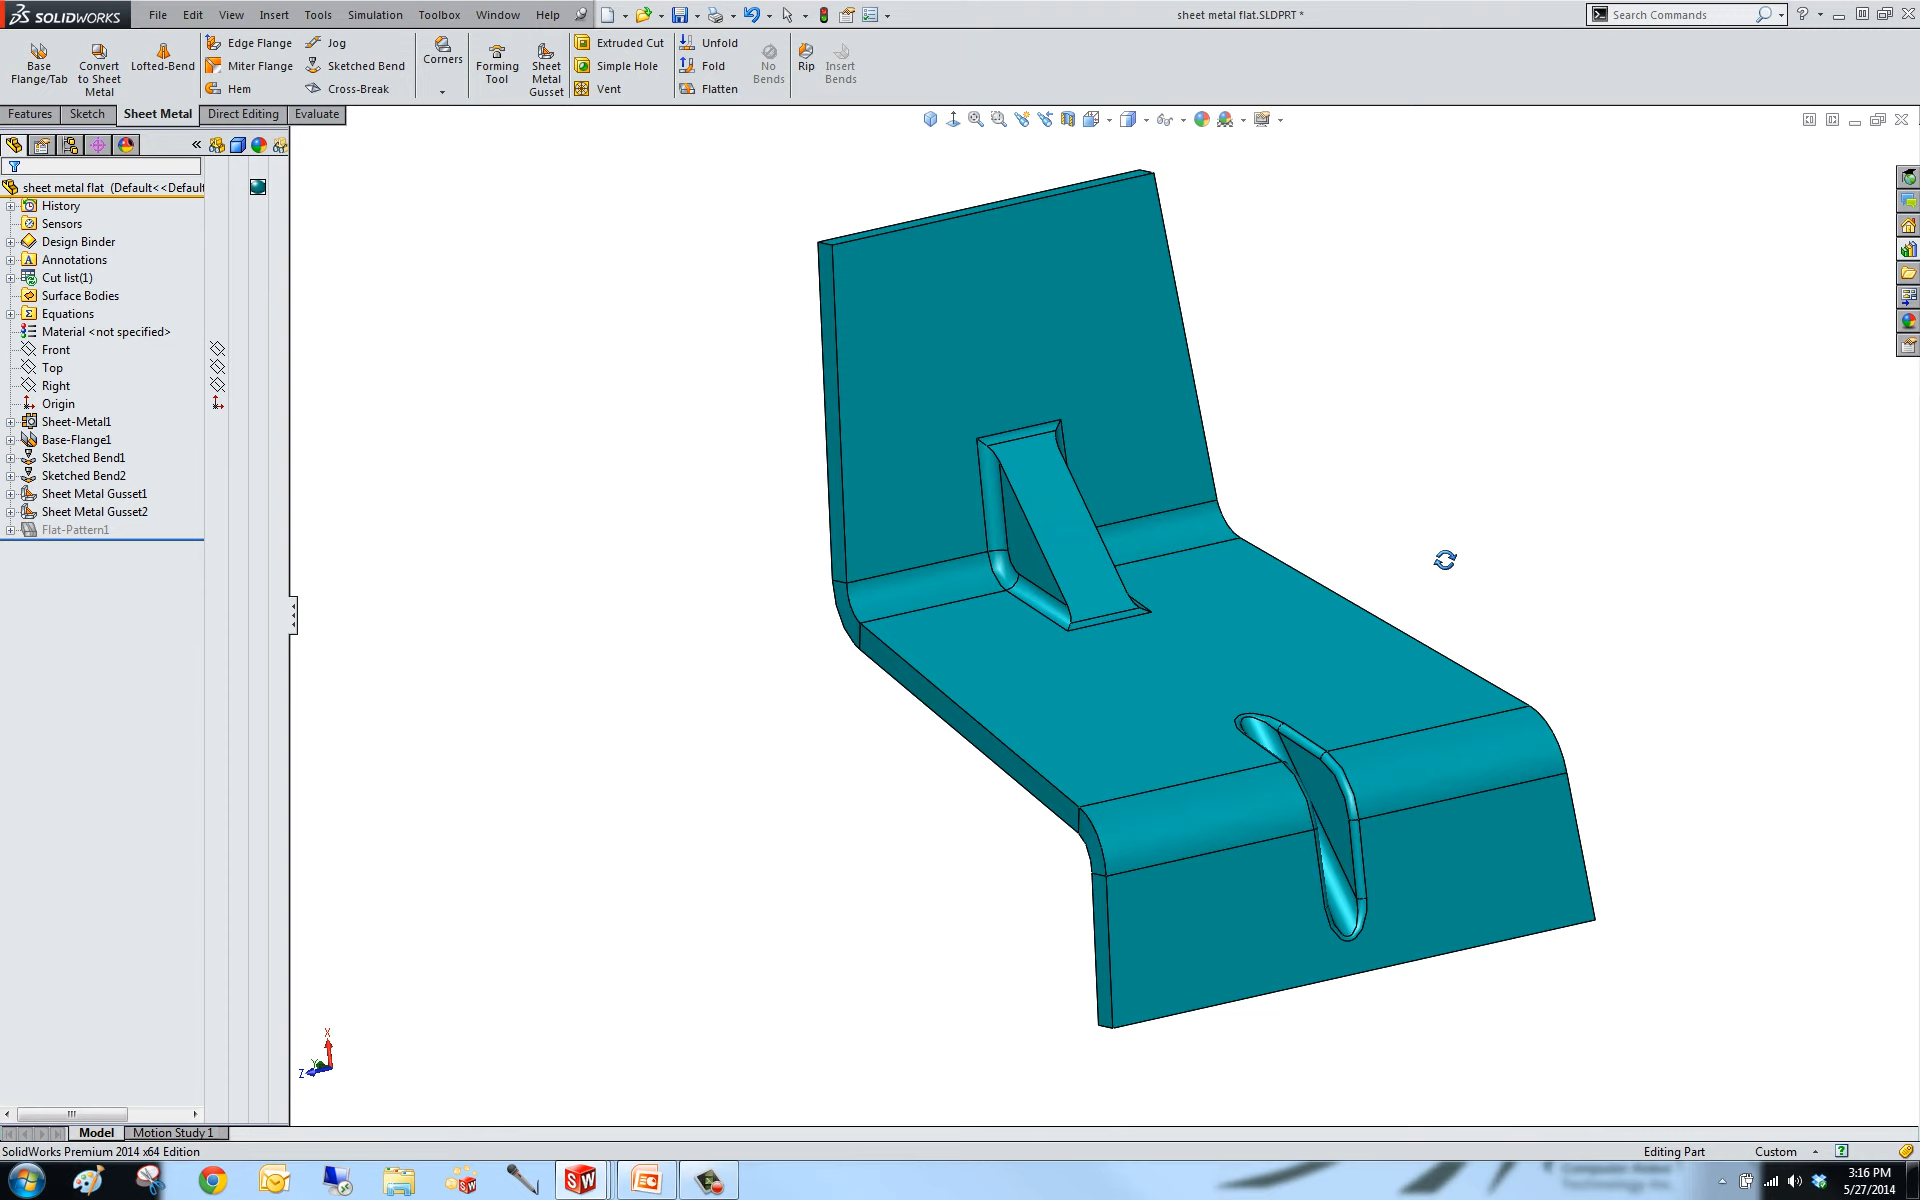 SOLIDWORKS File Edit View Insert Tools Simulation Toolbox Window Help sheet metal flat.SLDPRT * Search Commands
Base Flange/Tab
Convert to Sheet Metal
Lofted-Bend
Edge Flange
Miter Flange
Hem
Jog
Sketched Bend
Cross-Break
Corners
Forming Tool
Sheet Metal Gusset
Extruded Cut
Simple Hole
Vent
Unfold
Fold
Flatten
No Bends
Rip
Insert Bends
Features Sketch Sheet Metal Direct Editing Evaluate
sheet metal flat (Default<<Default
History
Sensors
Design Binder
Annotations
Cut list(1)
Surface Bodies
Equations
Material <not specified>
Front
Top
Right
Origin
Sheet-Metal1
Base-Flange1
Sketched Bend1
Sketched Bend2
Sheet Metal Gusset1
Sheet Metal Gusset2
Flat-Pattern1
X
Y
Z
Model Motion Study 1
SolidWorks Premium 2014 x64 Edition Editing Part Custom
3:16 PM
5/27/2014